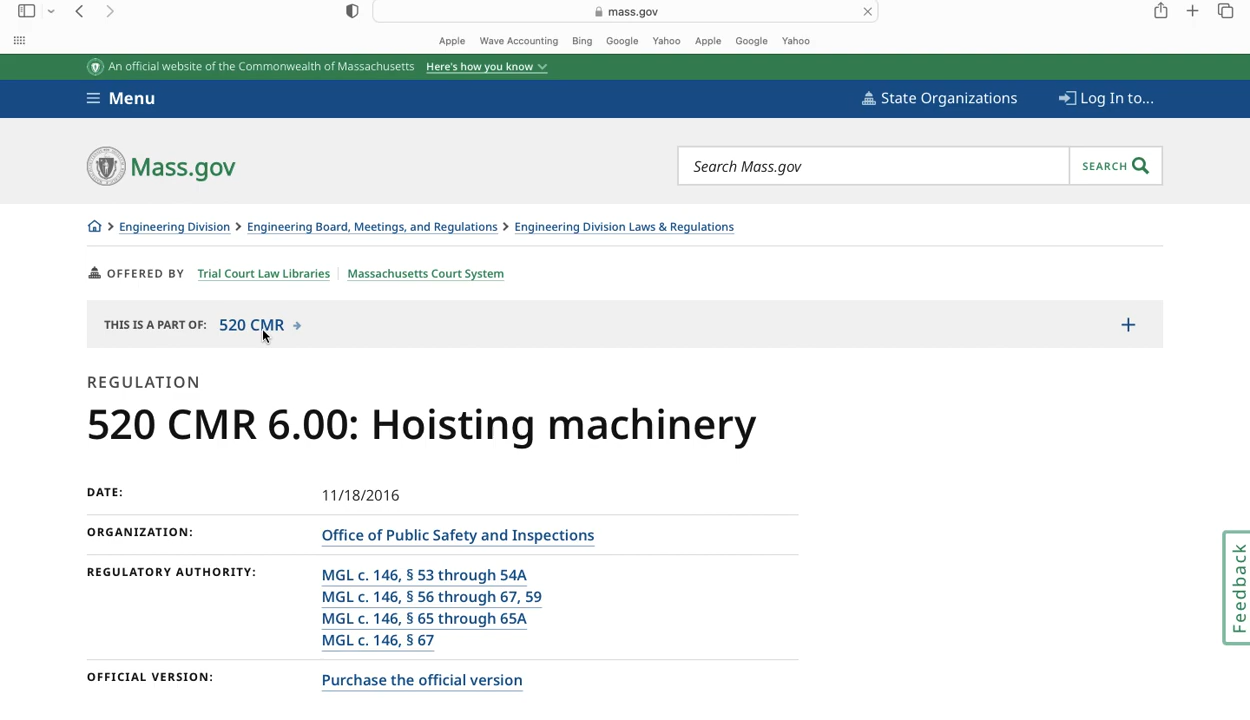 mass.gov
Apple Wave Accounting Bing Google Yahoo Apple Google Yahoo
An official website of the Commonwealth of Massachusetts Here's how you know
Menu State Organizations Log In to...
Mass.gov Search Mass.gov SEARCH
Engineering Division Engineering Board, Meetings, and Regulations Engineering Division Laws & Regulations
OFFERED BY Trial Court Law Libraries Massachusetts Court System
THIS IS A PART OF: 520 CMR
REGULATION
520 CMR 6.00: Hoisting machinery
DATE: 11/18/2016
ORGANIZATION: Office of Public Safety and Inspections
REGULATORY AUTHORITY: MGL c. 146, § 53 through 54A
MGL c. 146, § 56 through 67, 59
MGL c. 146, § 65 through 65A
MGL c. 146, § 67
OFFICIAL VERSION: Purchase the official version
Feedback